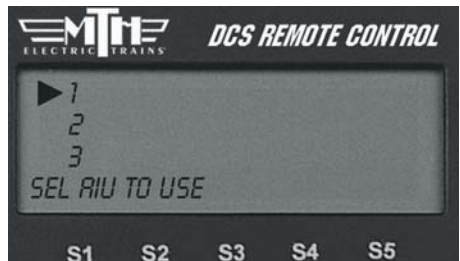 MTH
ELECTRIC TRAINS
DCS REMOTE CONTROL
1
2
3
SEL AIU TO USE
S1 S2 S3 S4 S5